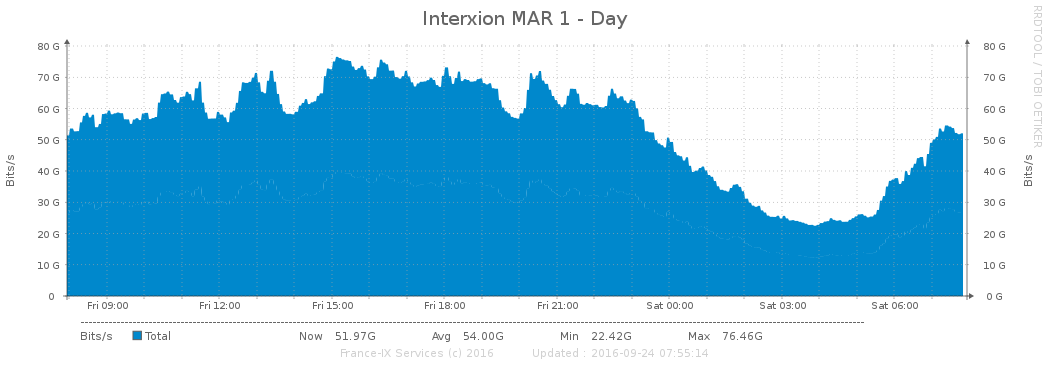 Interxion MAR 1 - Day
RRDTOOL / TOBI OETIKER
Bits/s
80 G
70 G
60 G
50 G
40 G
30 G
20 G
10 G
0
80 G
70 G
60 G
50 G
40 G
30 G
20 G
10 G
0 G
Bits/s
Fri 09:00 Fri 12:00 Fri 15:00 Fri 18:00 Fri 21:00 Sat 00:00 Sat 03:00 Sat 06:00
Bits/s Total Now 51.97G Avg 54.00G Min 22.42G Max 76.46G
France-IX Services (c) 2016 Updated : 2016-09-24 07:55:14